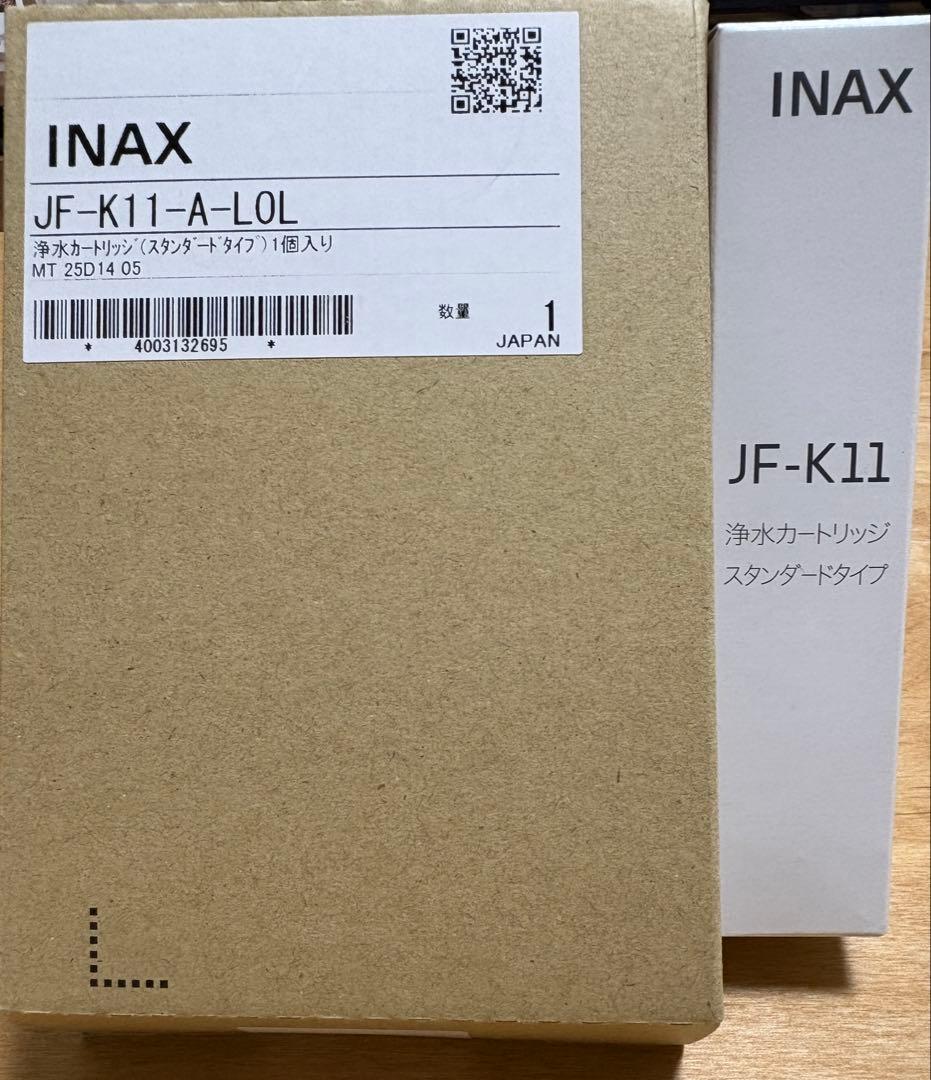 INAX
JF-K11-A-L0L
浄水ｶｰﾄﾘｯｼﾞ(ｽﾀﾝﾀﾞｰﾄﾞﾀｲﾌﾟ)1個入り
MT 25D14 05
* 4003132695 *
数量 1
JAPAN
INAX
JF-K11
浄水カートリッジ
スタンダードタイプ